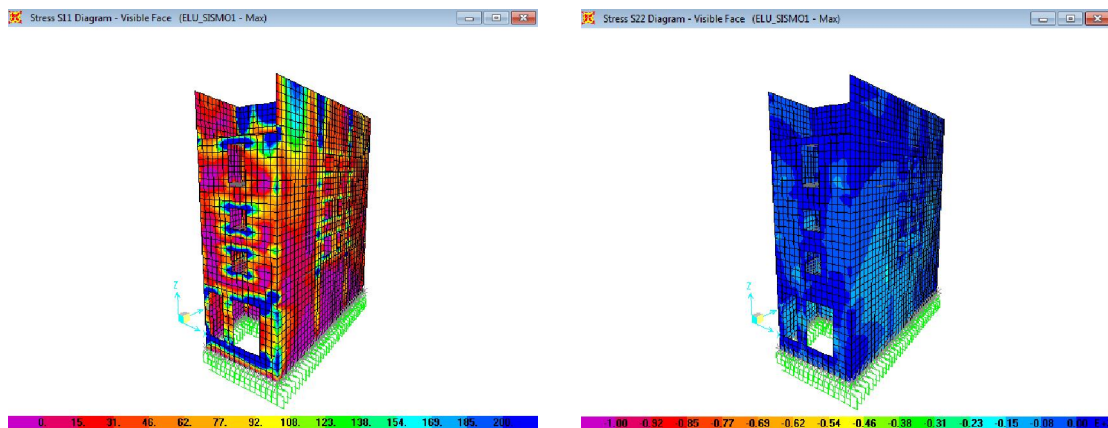 Stress S11 Diagram - Visible Face (ELU_SISMO1 - Max)
Stress S22 Diagram - Visible Face (ELU_SISMO1 - Max)
Z
Z
0. 15. 31. 46. 62. 77. 92. 108. 123. 138. 154. 169. 185. 200.
-1.00 -0.92 -0.85 -0.77 -0.69 -0.62 -0.54 -0.46 -0.38 -0.31 -0.23 -0.15 -0.08 0.00